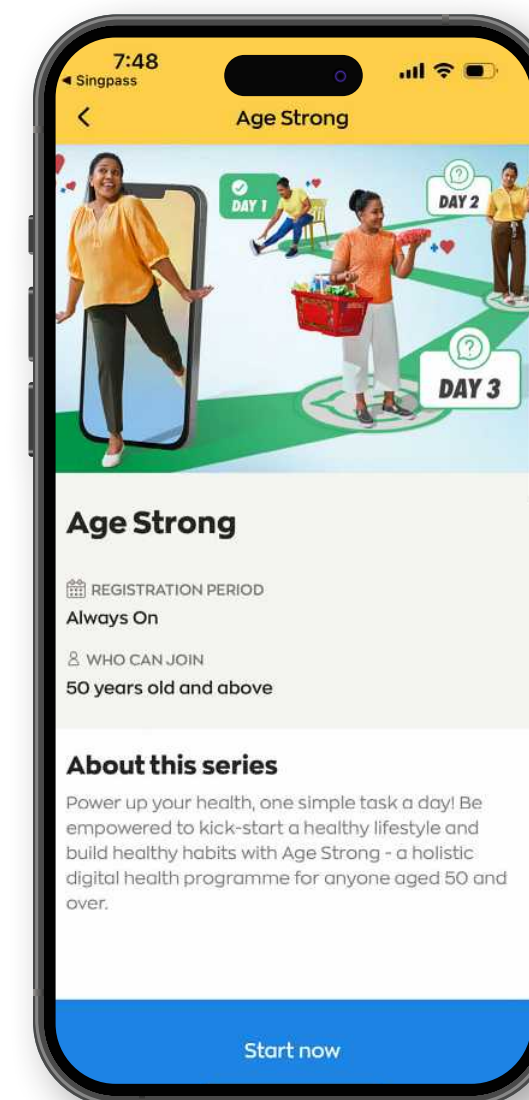 7:48
Singpass
Age Strong
DAY 1
DAY 2
DAY 3
Age Strong
REGISTRATION PERIOD
Always On
WHO CAN JOIN
50 years old and above
About this series
Power up your health, one simple task a day! Be
empowered to kick-start a healthy lifestyle and
build healthy habits with Age Strong - a holistic
digital health programme for anyone aged 50 and
over.
Start now